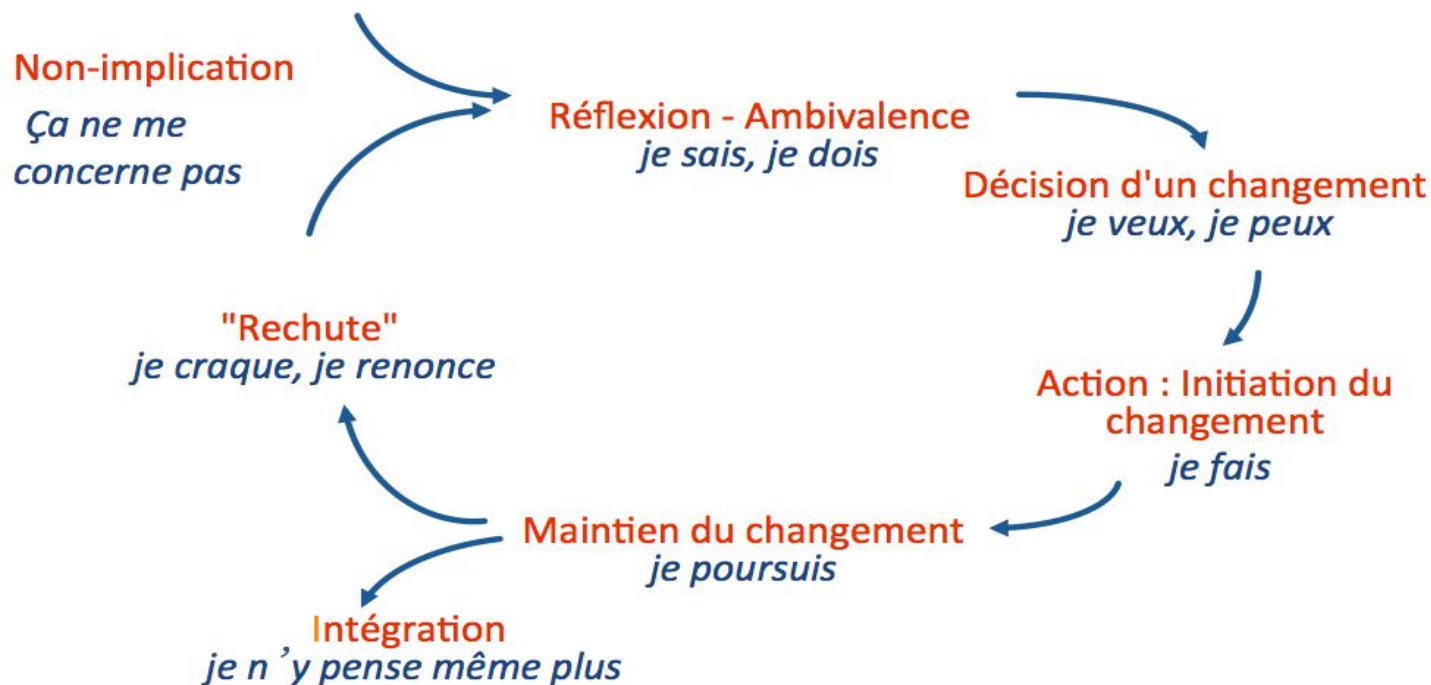 Non-implication
Ça ne me
concerne pas
Réflexion - Ambivalence
je sais, je dois
Décision d'un changement
je veux, je peux
Action : Initiation du
changement
je fais
Maintien du changement
je poursuis
"Rechute"
je craque, je renonce
Intégration
je n ’y pense même plus